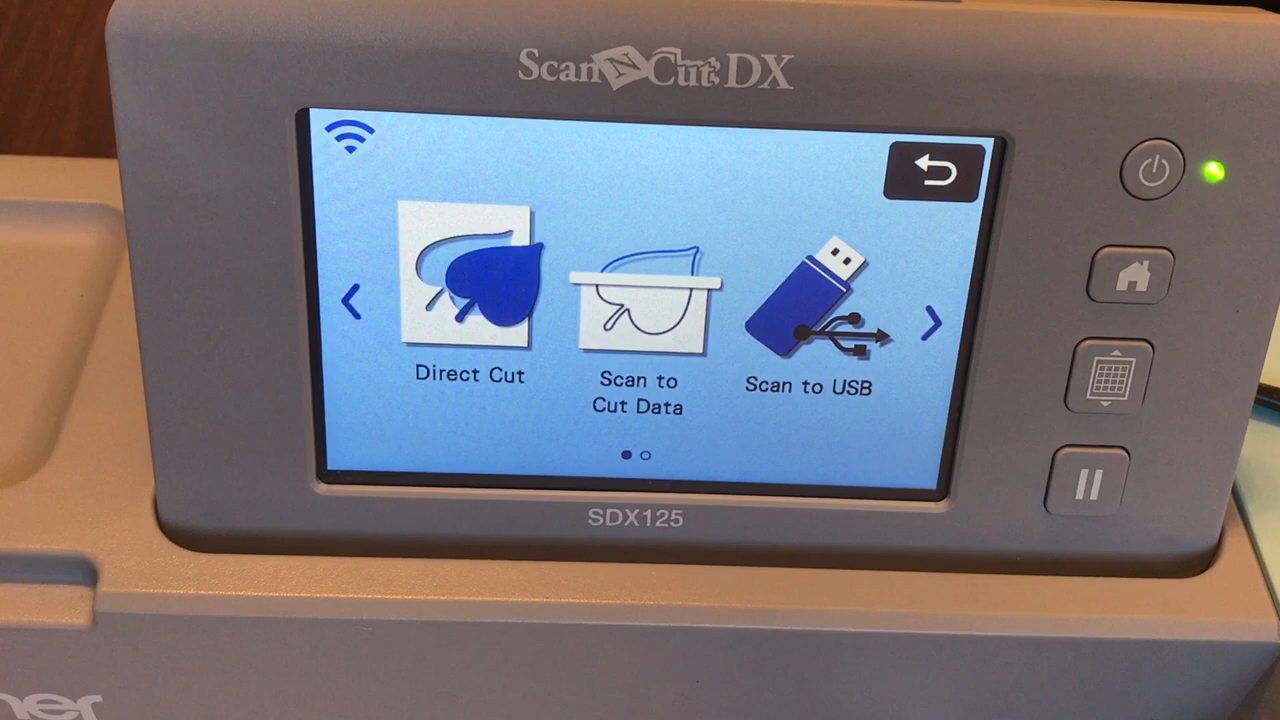 ScanNCut DX
Direct Cut
Scan to
Cut Data
Scan to USB
SDX125